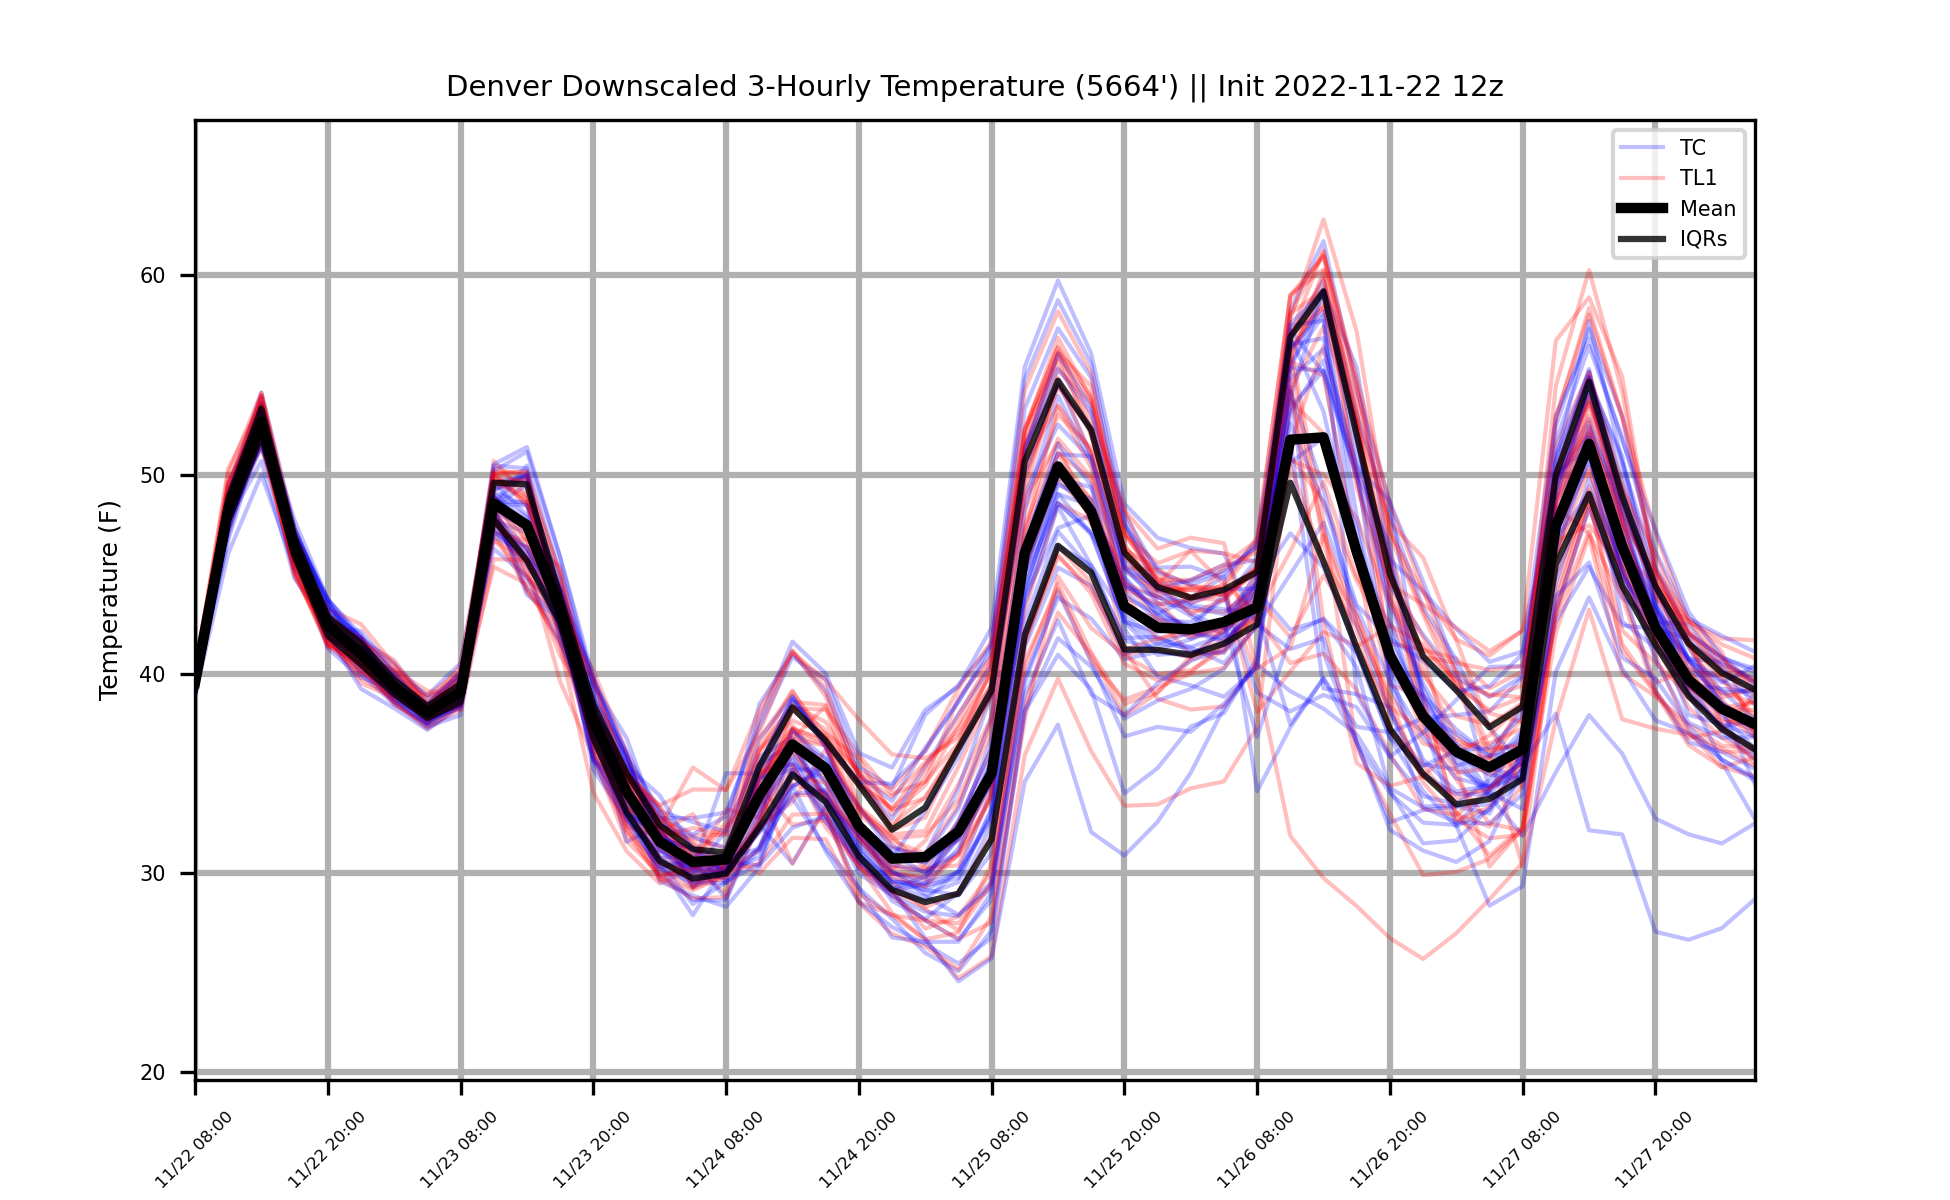 Denver Downscaled 3-Hourly Temperature (5664') || Init 2022-11-22 12z
TC
TL1
Mean
IQRs
Temperature (F)
60
50
40
30
20
11/22 08:00
11/22 20:00
11/23 08:00
11/23 20:00
11/24 08:00
11/24 20:00
11/25 08:00
11/25 20:00
11/26 08:00
11/26 20:00
11/27 08:00
11/27 20:00